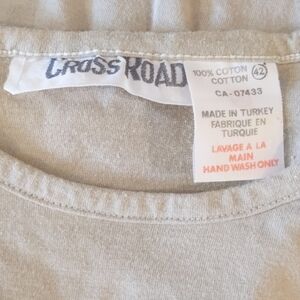 CROSS ROAD
100% COTON
COTTON
42
CA-07433
MADE IN TURKEY
FABRIQUE EN
TURQUIE
LAVAGE A LA
MAIN
HAND WASH ONLY